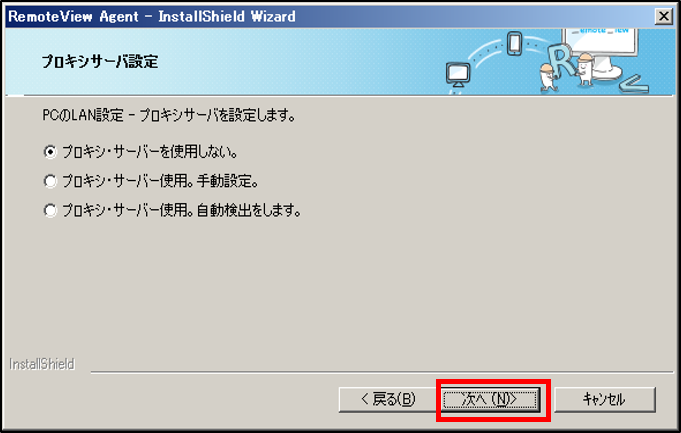 RemoteView Agent - InstallShield Wizard
プロキシサーバ設定
PCのLAN設定 - プロキシサーバを設定します。
プロキシ・サーバーを使用しない。
プロキシ・サーバー使用。手動設定。
プロキシ・サーバー使用。自動検出をします。
InstallShield
< 戻る(B)
次へ (N)>
キャンセル